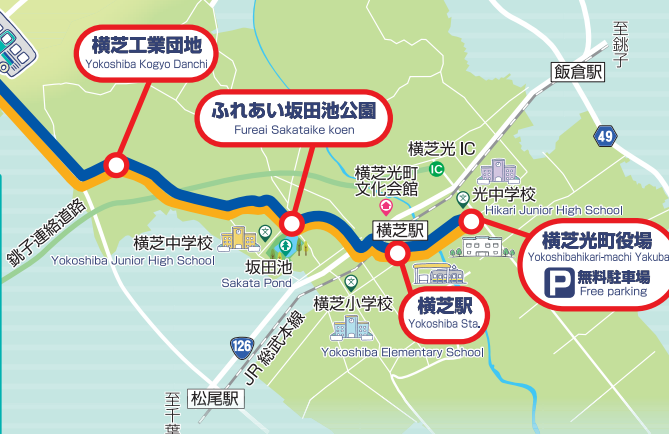 横芝工業団地
Yokoshiba Kogyo Danchi
至銚子
飯倉駅
ふれあい坂田池公園
Fureai Sakataike koen
49
横芝光IC
IC
横芝光町
文化会館
光中学校
Hikari Junior High School
銚子連絡道路
横芝中学校
Yokoshiba Junior High School
坂田池
Sakata Pond
横芝駅
横芝光町役場
Yokoshibahikari-machi Yakuba
P 無料駐車場
Free parking
横芝駅
Yokoshiba Sta.
横芝小学校
Yokoshiba Elementary School
126
JR総武本線
松尾駅
至千葉